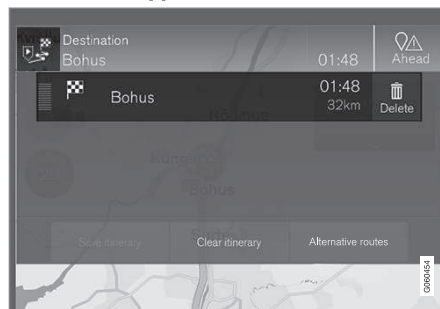 Destination
Bohus 01:48 Ahead
Bohus 01:48
32km Delete
Bohus
Save itinerary Clear itinerary Alternative routes
G060454